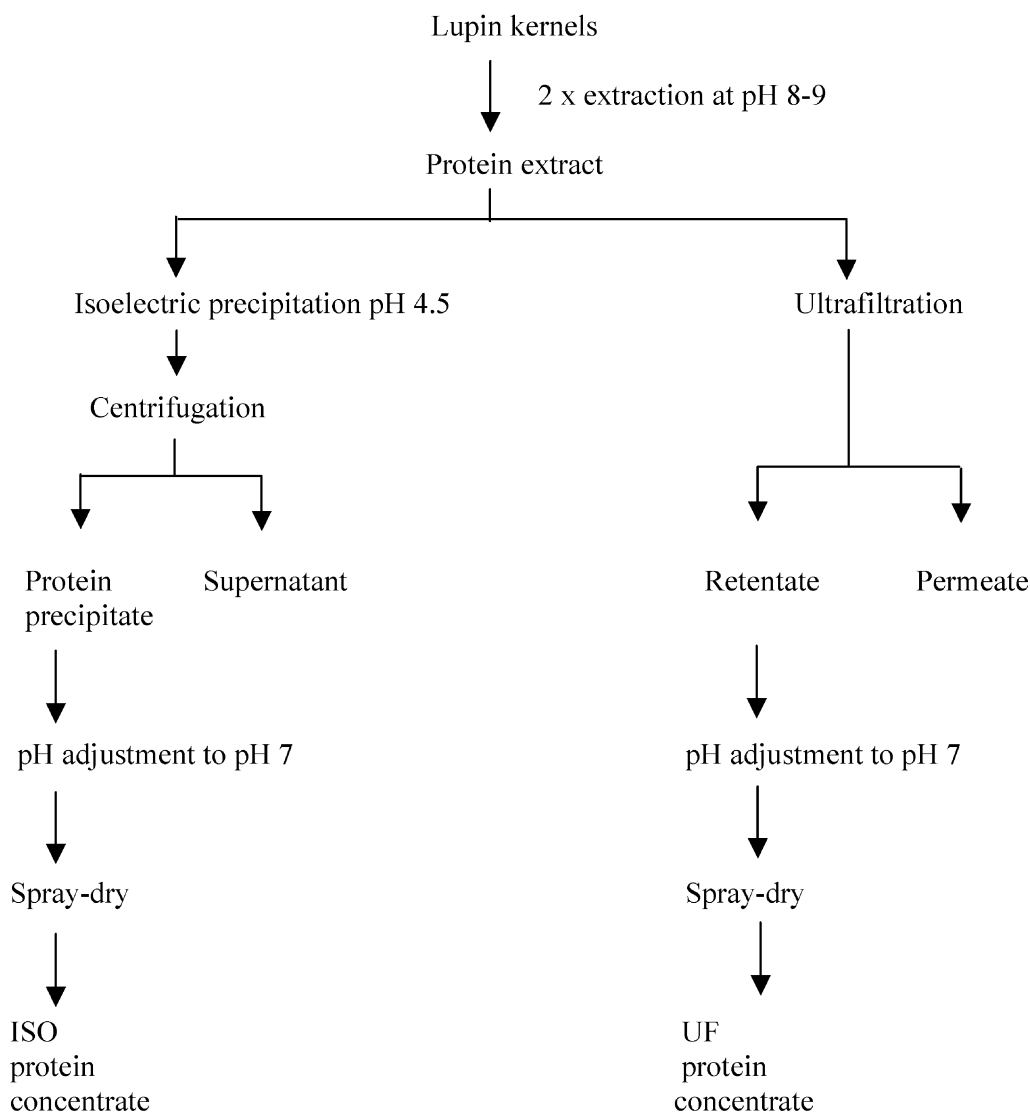 Lupin kernels
2 x extraction at pH 8-9
Protein extract
Isoelectric precipitation pH 4.5
Ultrafiltration
Centrifugation
Protein
precipitate
Supernatant
Retentate
Permeate
pH adjustment to pH 7
pH adjustment to pH 7
Spray-dry
Spray-dry
ISO
protein
concentrate
UF
protein
concentrate